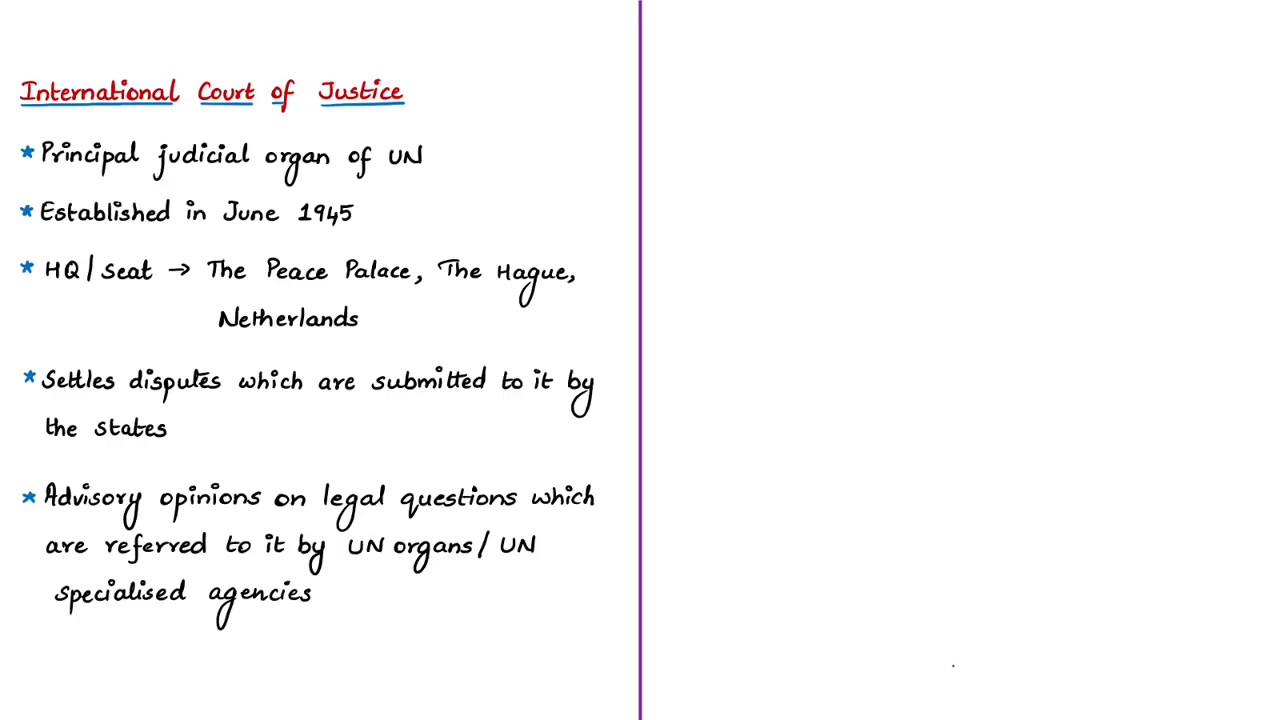 International Court of Justice
* Principal judicial organ of UN
* Established in June 1945
* HQ/Seat → The Peace Palace, The Hague,
Netherlands
* Settles disputes which are submitted to it by
the states
* Advisory opinions on legal questions which
are referred to it by UN organs/ UN
specialised agencies